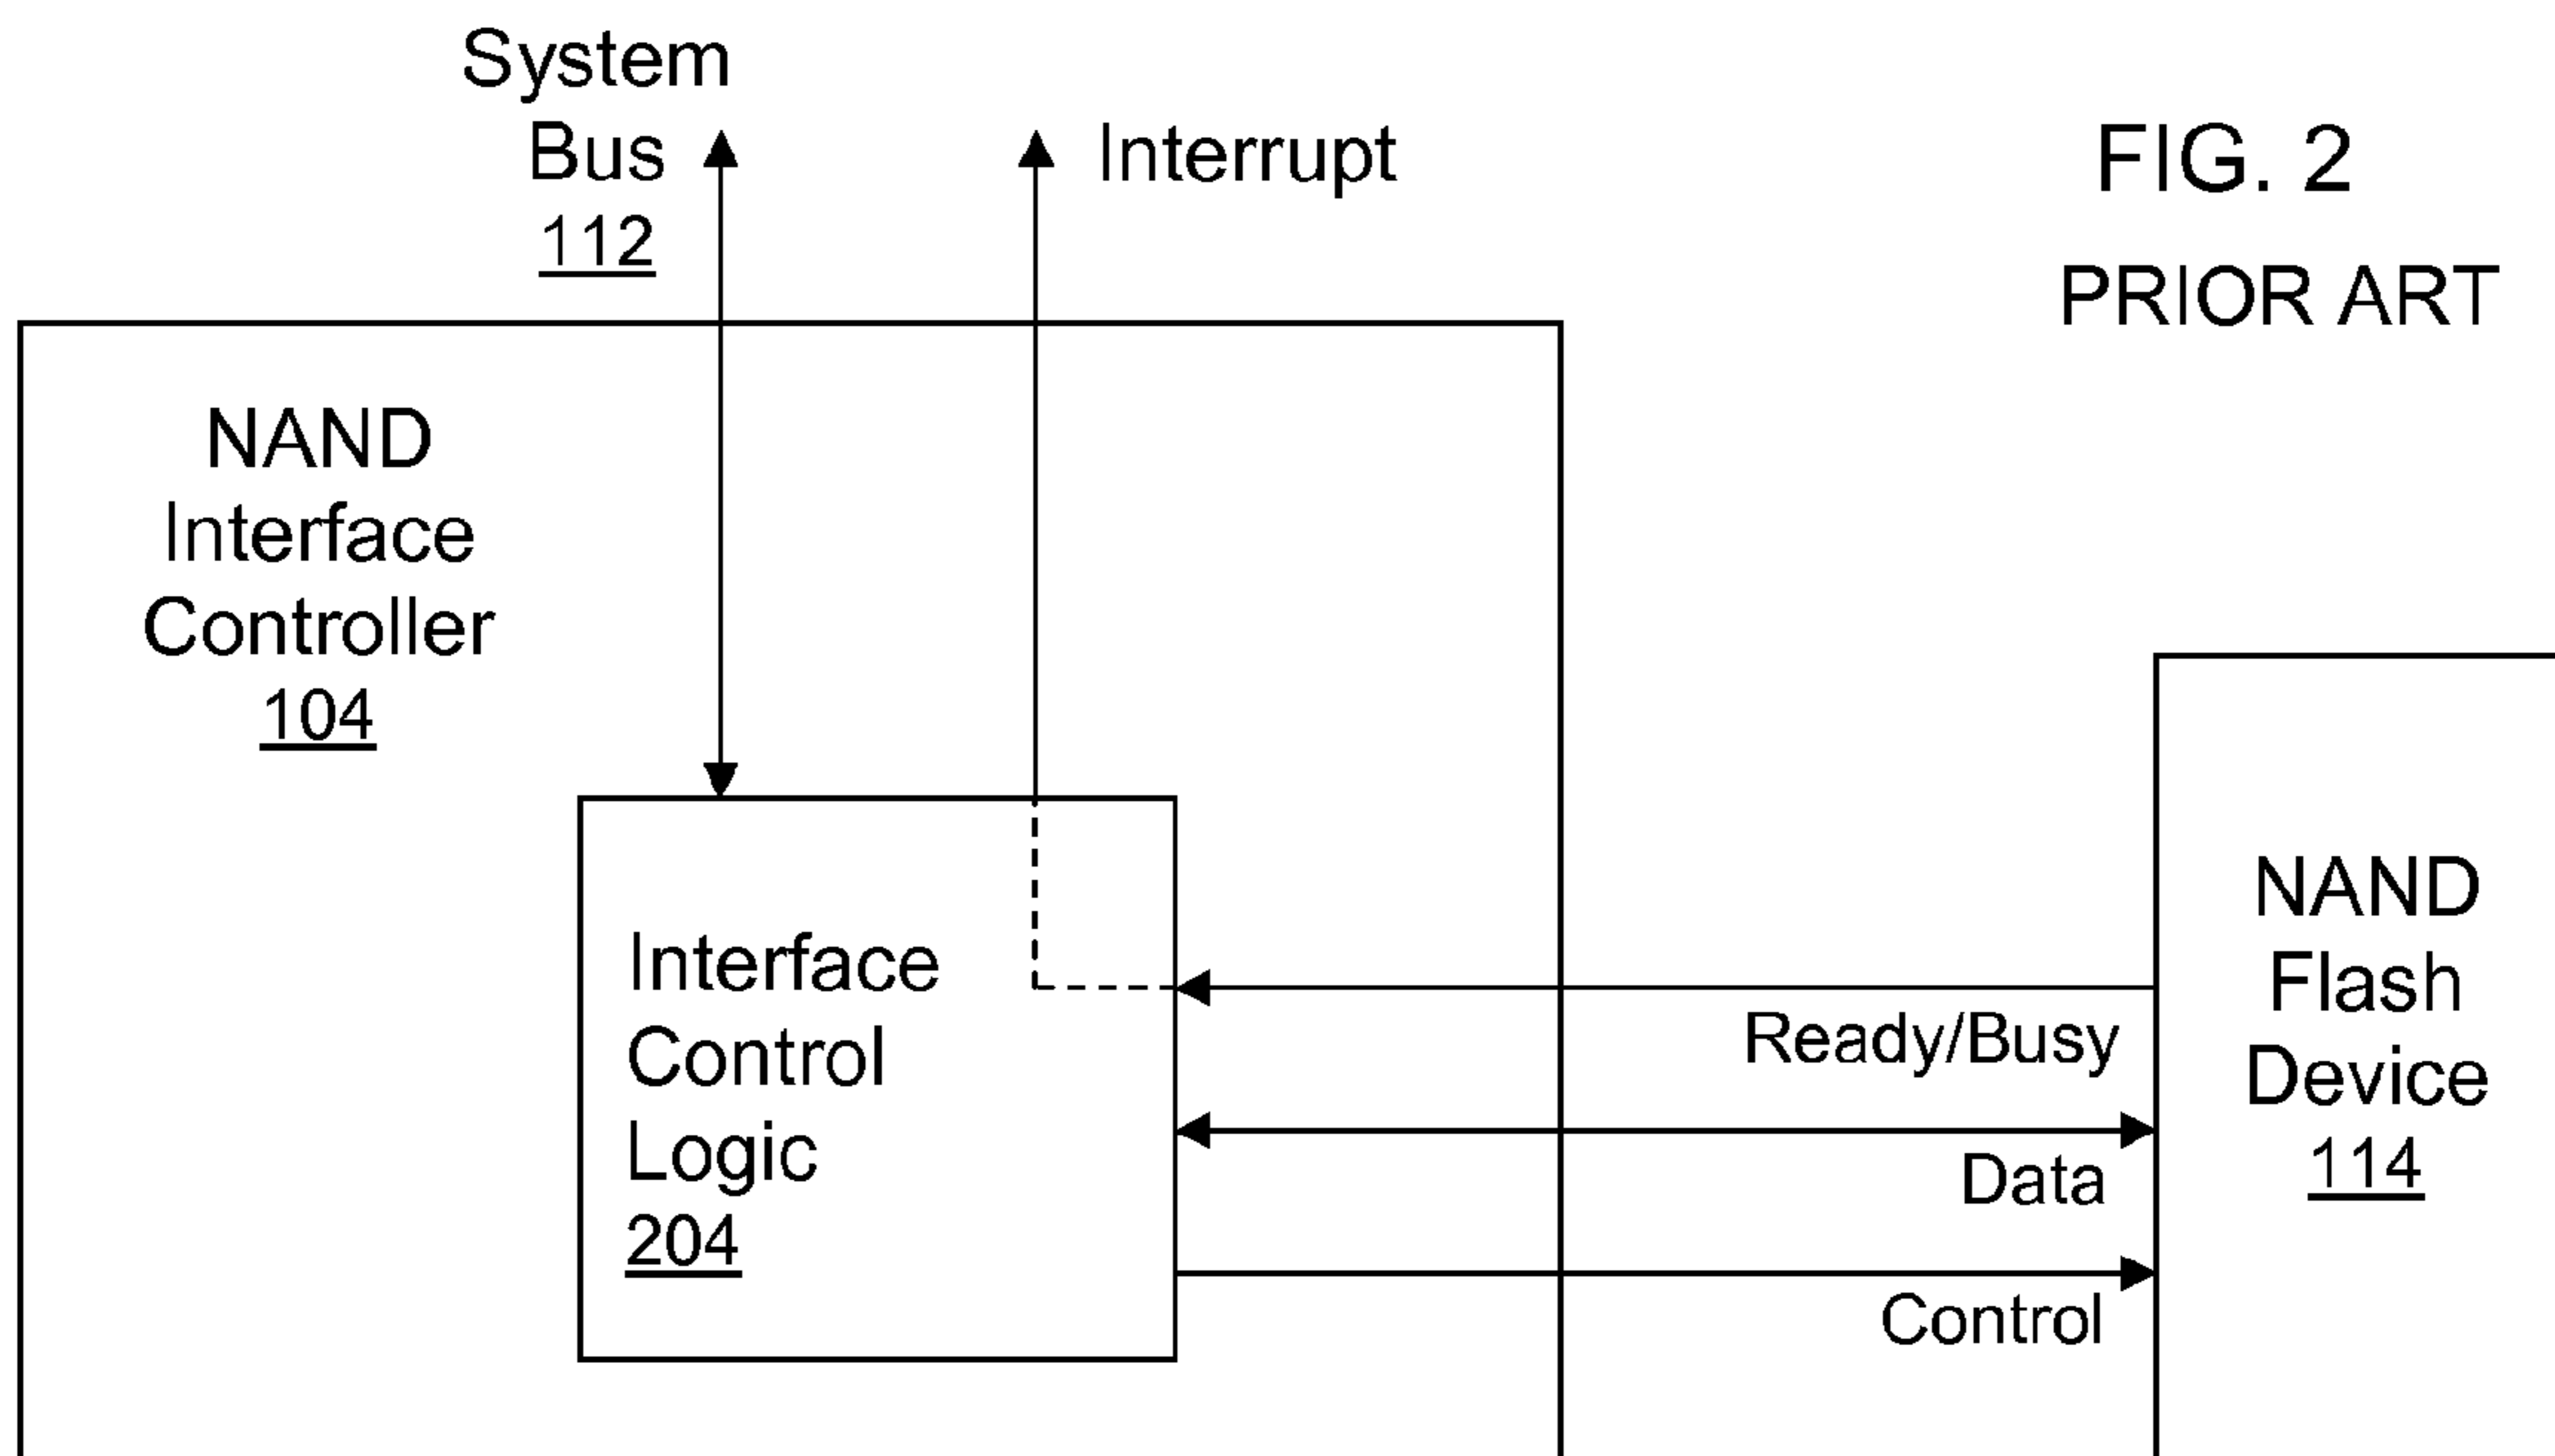 System
Bus
112
Interrupt
FIG. 2
PRIOR ART
NAND
Interface
Controller
104
Interface
Control
Logic
204
Ready/Busy
Data
Control
NAND
Flash
Device
114